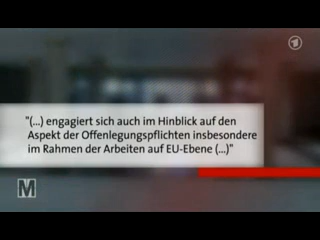 "(...) engagiert sich auch im Hinblick auf den
Aspekt der Offenlegungspflichten insbesondere
im Rahmen der Arbeiten auf EU-Ebene (...)"
M